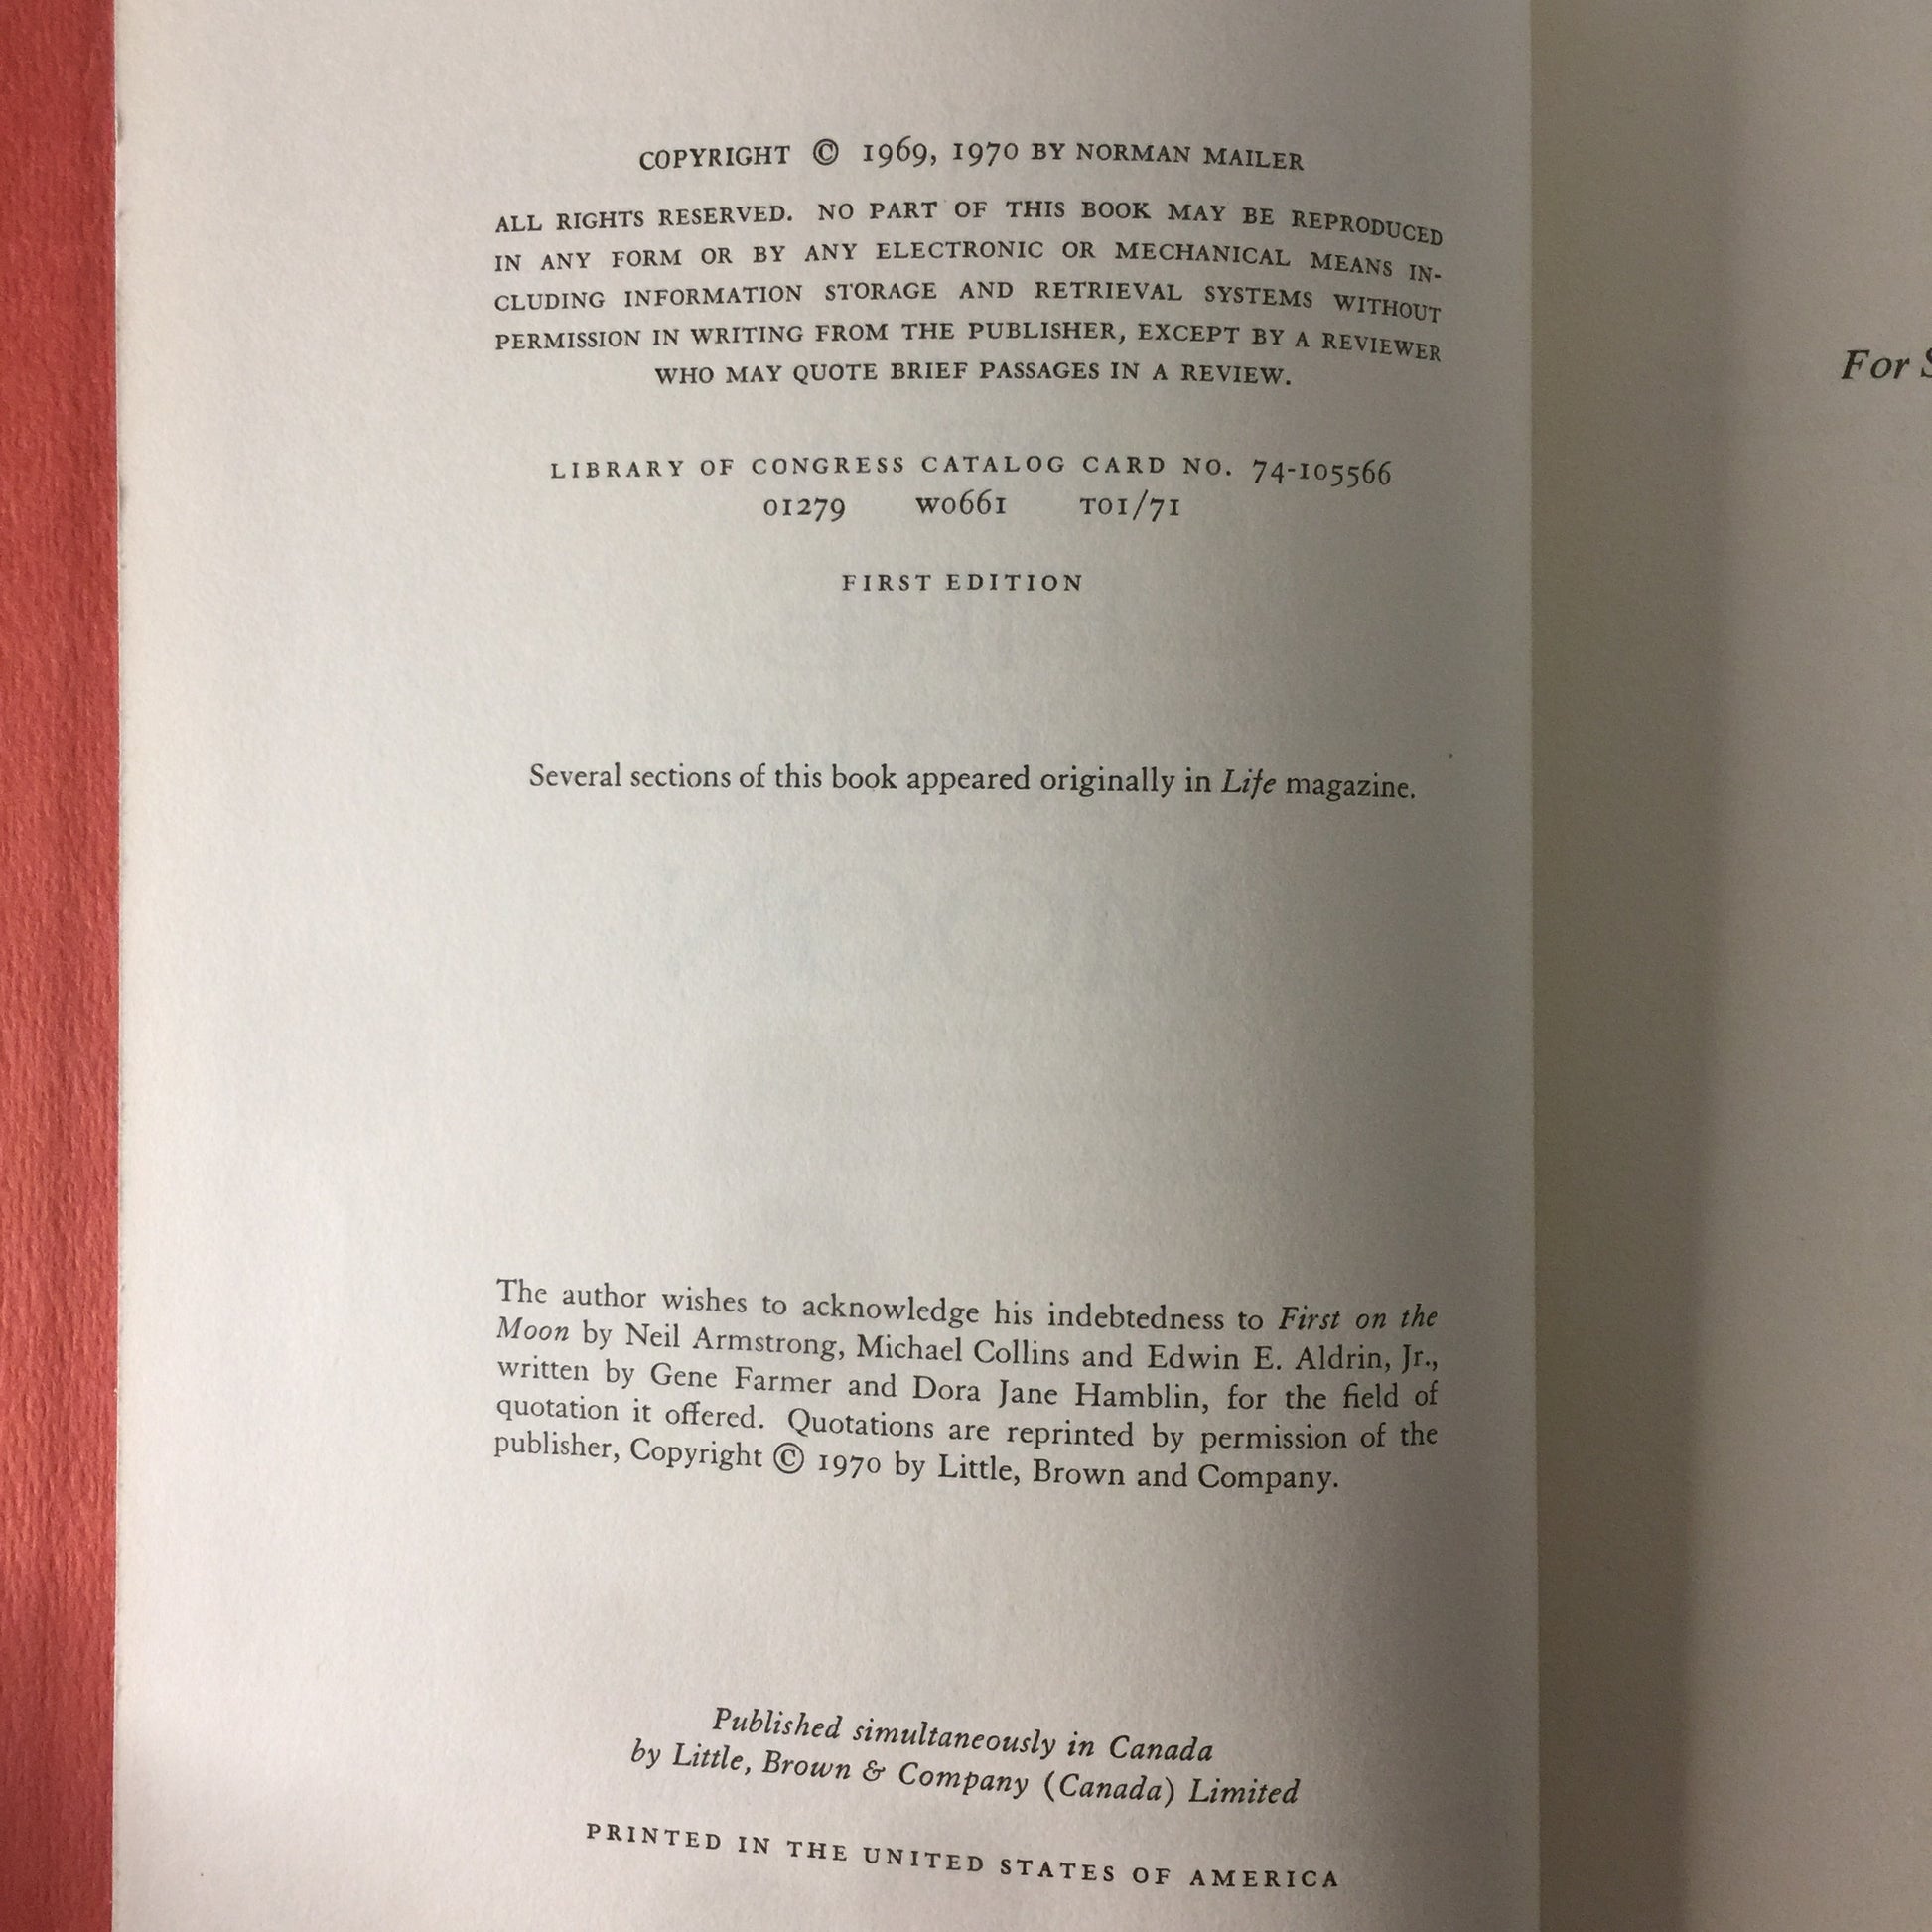 COPYRIGHT © 1969, 1970 BY NORMAN MAILER
ALL RIGHTS RESERVED. NO PART OF THIS BOOK MAY BE REPRODUCED
IN ANY FORM OR BY ANY ELECTRONIC OR MECHANICAL MEANS IN-
CLUDING INFORMATION STORAGE AND RETRIEVAL SYSTEMS WITHOUT
PERMISSION IN WRITING FROM THE PUBLISHER, EXCEPT BY A REVIEWER
WHO MAY QUOTE BRIEF PASSAGES IN A REVIEW.
LIBRARY OF CONGRESS CATALOG CARD NO. 74-105566
01279 W0661 T01/71
FIRST EDITION
Several sections of this book appeared originally in Life magazine.
The author wishes to acknowledge his indebtedness to First on the
Moon by Neil Armstrong, Michael Collins and Edwin E. Aldrin, Jr.,
written by Gene Farmer and Dora Jane Hamblin, for the field of
quotation it offered. Quotations are reprinted by permission of the
publisher, Copyright © 1970 by Little, Brown and Company.
Published simultaneously in Canada
by Little, Brown & Company (Canada) Limited
PRINTED IN THE UNITED STATES OF AMERICA
For